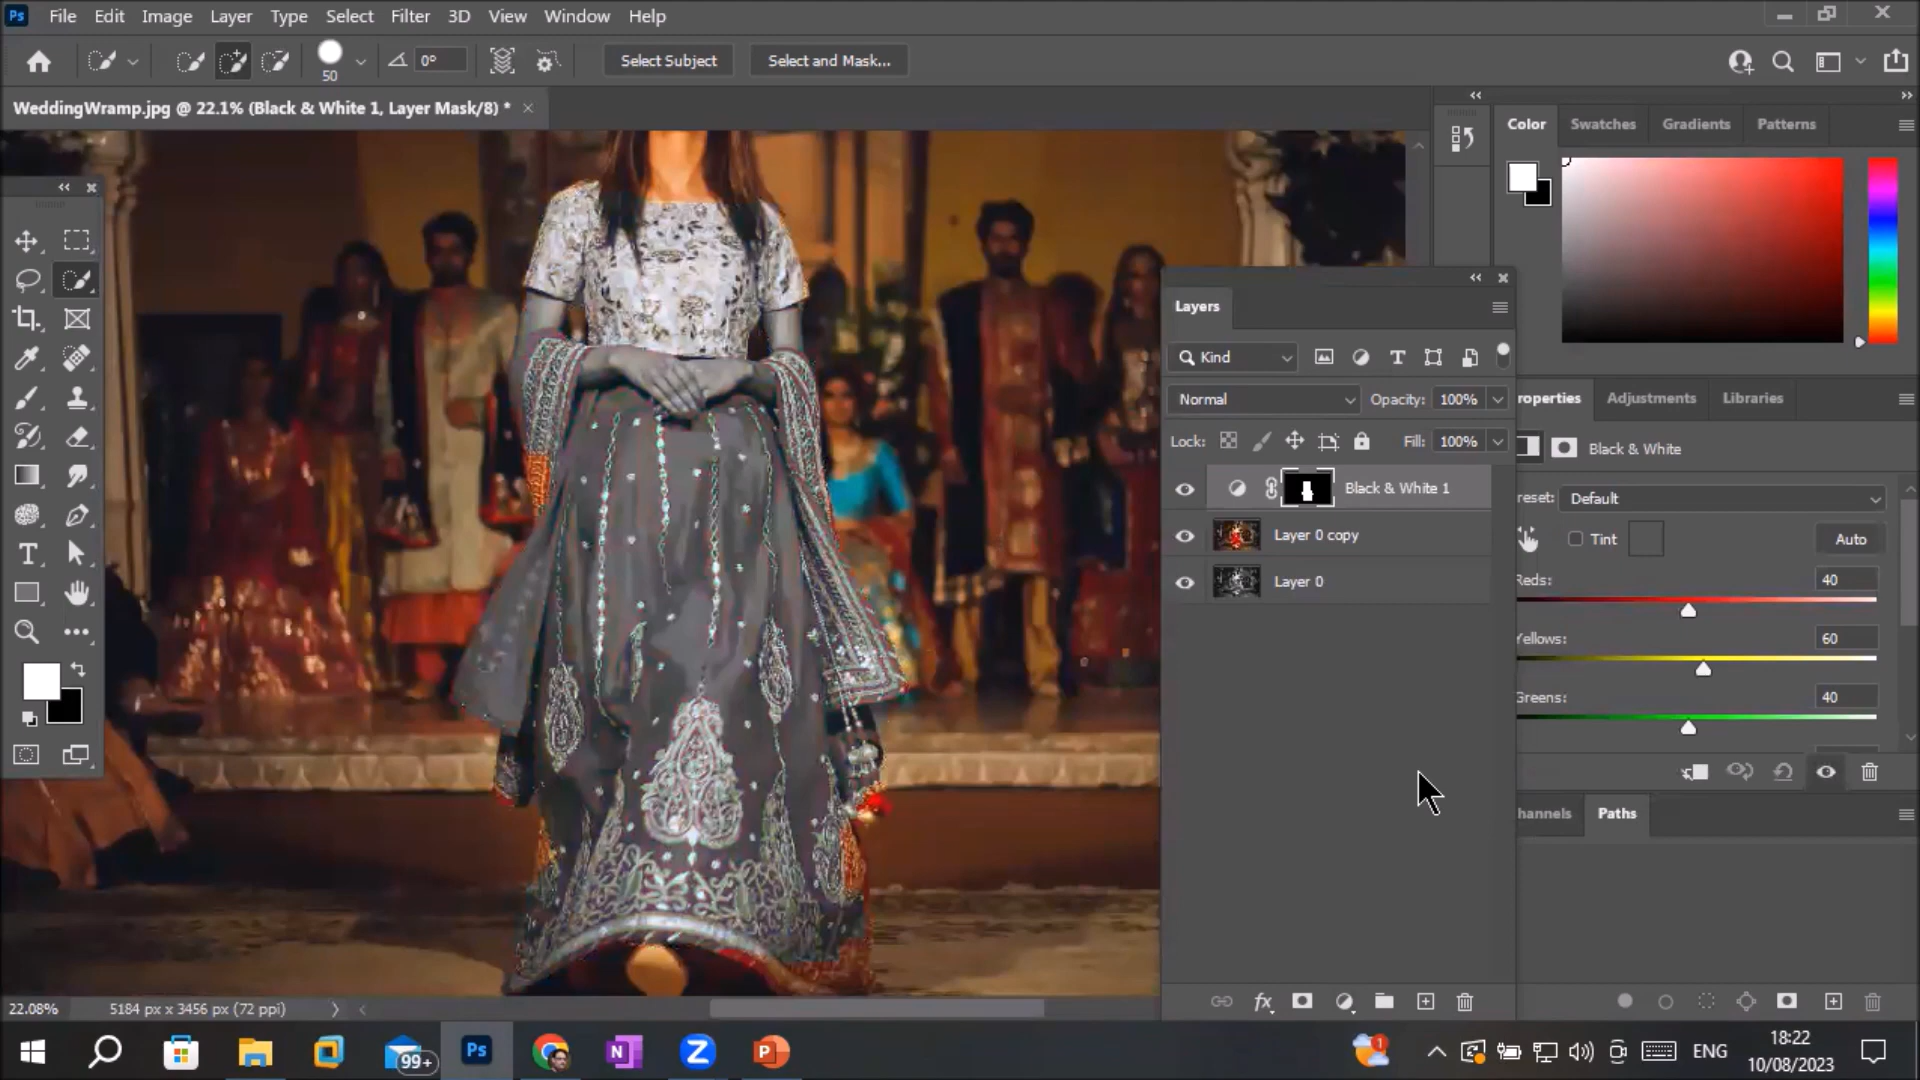 Ps File Edit Image Layer Type Select Filter 3D View Window Help
50 0° Select Subject Select and Mask...
WeddingWramp.jpg @ 22.1% (Black & White 1, Layer Mask/8) *
Color Swatches Gradients Patterns
Layers
Kind
Normal Opacity: 100%
Lock: Fill: 100%
Black & White 1
Layer 0 copy
Layer 0
roperties Adjustments Libraries
Black & White
reset: Default
Tint Auto
Reds: 40
Yellows: 60
Greens: 40
hannels Paths
22.08% 5184 px x 3456 px (72 ppi)
99+ Ps N Z P 1 ENG 18:22
10/08/2023